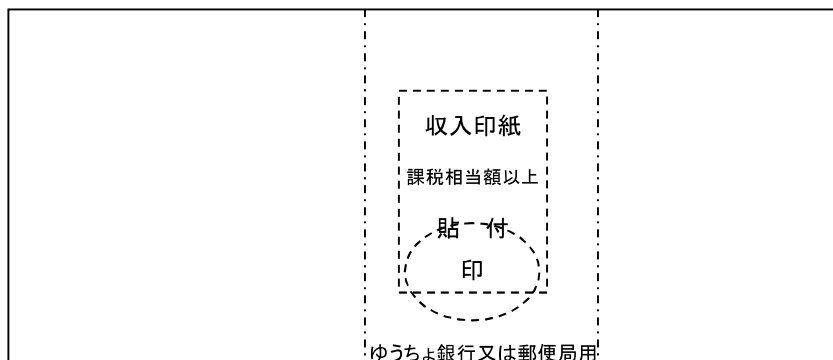 収入印紙
課税相当額以上
貼　付
印
ゆうちょ銀行又は郵便局用